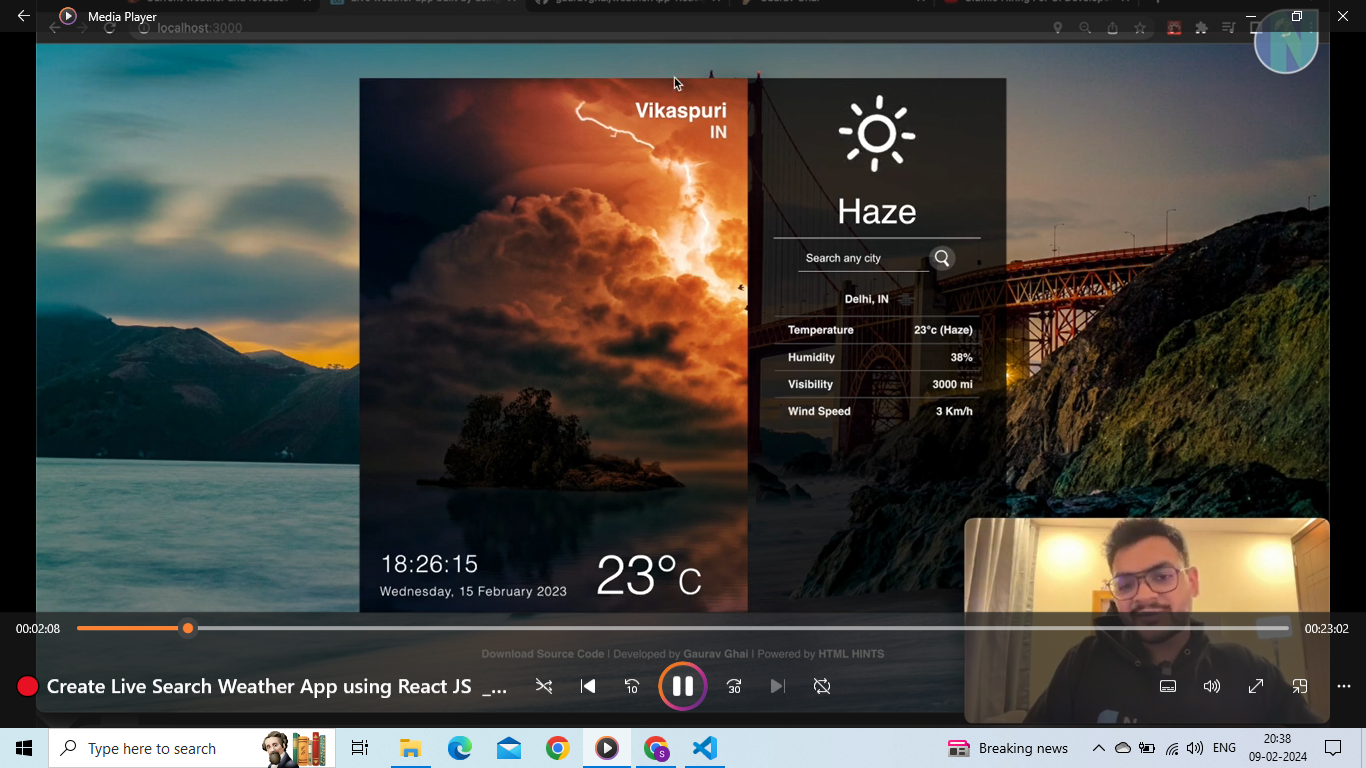 Media Player
localhost:3000
Vikaspuri
IN
Haze
Search any city
Delhi, IN
Temperature 23°c (Haze)
Humidity 38%
Visibility 3000 mi
Wind Speed 3 Km/h
18:26:15
Wednesday, 15 February 2023
23°C
00:02:08
00:23:02
Download Source Code | Developed by Gaurav Ghai | Powered by HTML HINTS
Create Live Search Weather App using React JS _...
10
30
Type here to search
Breaking news
ENG
20:38
09-02-2024